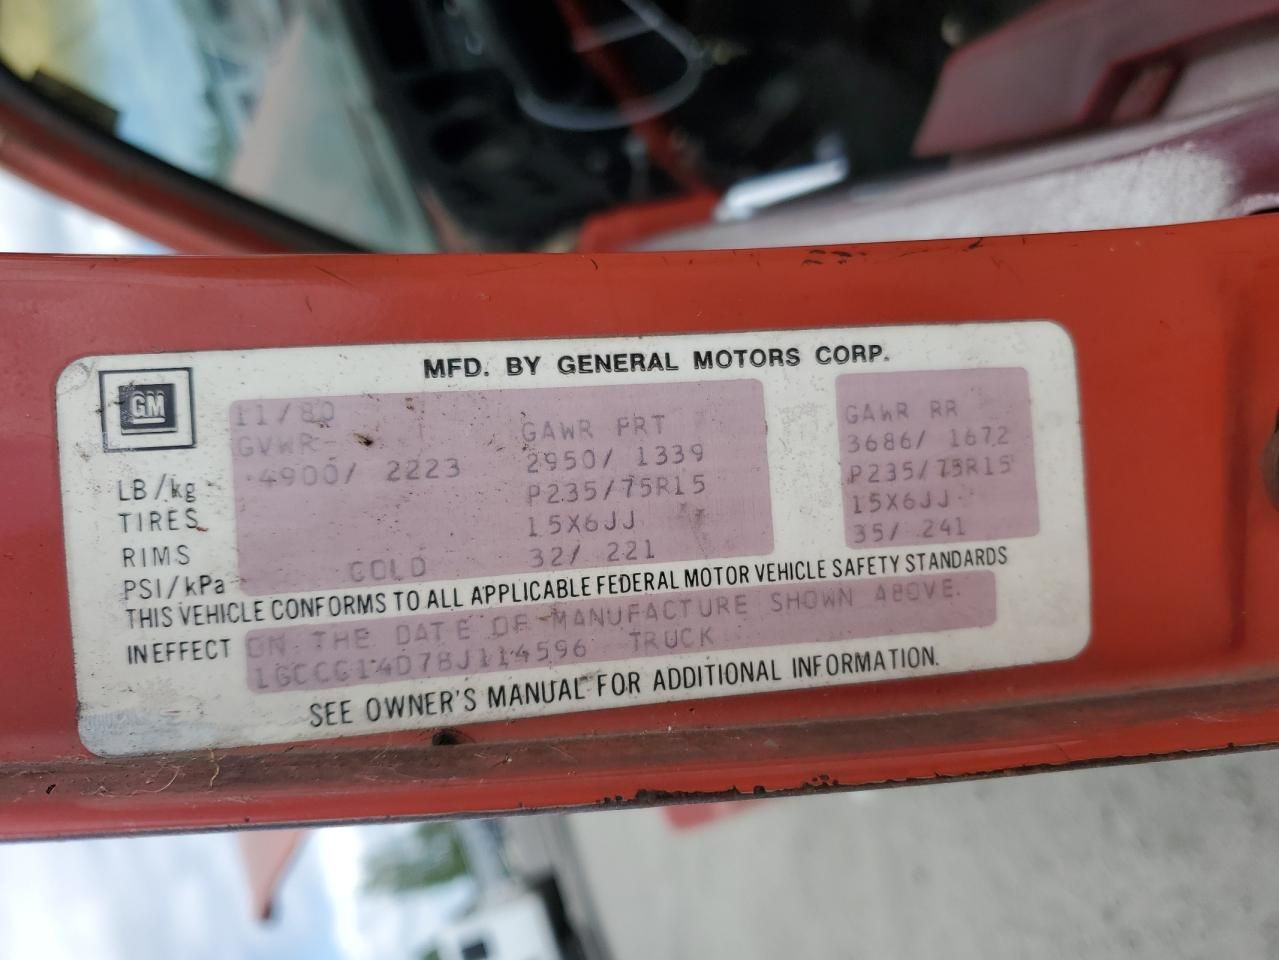 MFD. BY GENERAL MOTORS CORP.
GM
11/80
GVWR GAWR FRT GAWR RR
LB/kg 4900/ 2223 2950/ 1339 3686/ 1672
TIRES P235/75R15 P235/75R15
RIMS 15X6JJ 15X6JJ
PSI/kPa COLD 32/ 221 35/ 241
THIS VEHICLE CONFORMS TO ALL APPLICABLE FEDERAL MOTOR VEHICLE SAFETY STANDARDS
IN EFFECT ON THE DATE OF MANUFACTURE SHOWN ABOVE.
1GCCG14D7BJ114596 TRUCK
SEE OWNER'S MANUAL FOR ADDITIONAL INFORMATION.